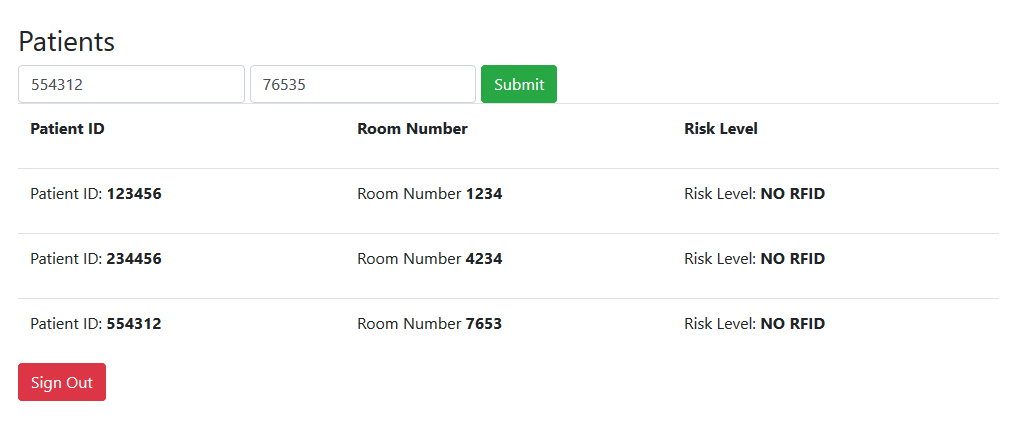 Patients
554312 76535 Submit
Patient ID Room Number Risk Level
Patient ID: 123456 Room Number 1234 Risk Level: NO RFID
Patient ID: 234456 Room Number 4234 Risk Level: NO RFID
Patient ID: 554312 Room Number 7653 Risk Level: NO RFID
Sign Out